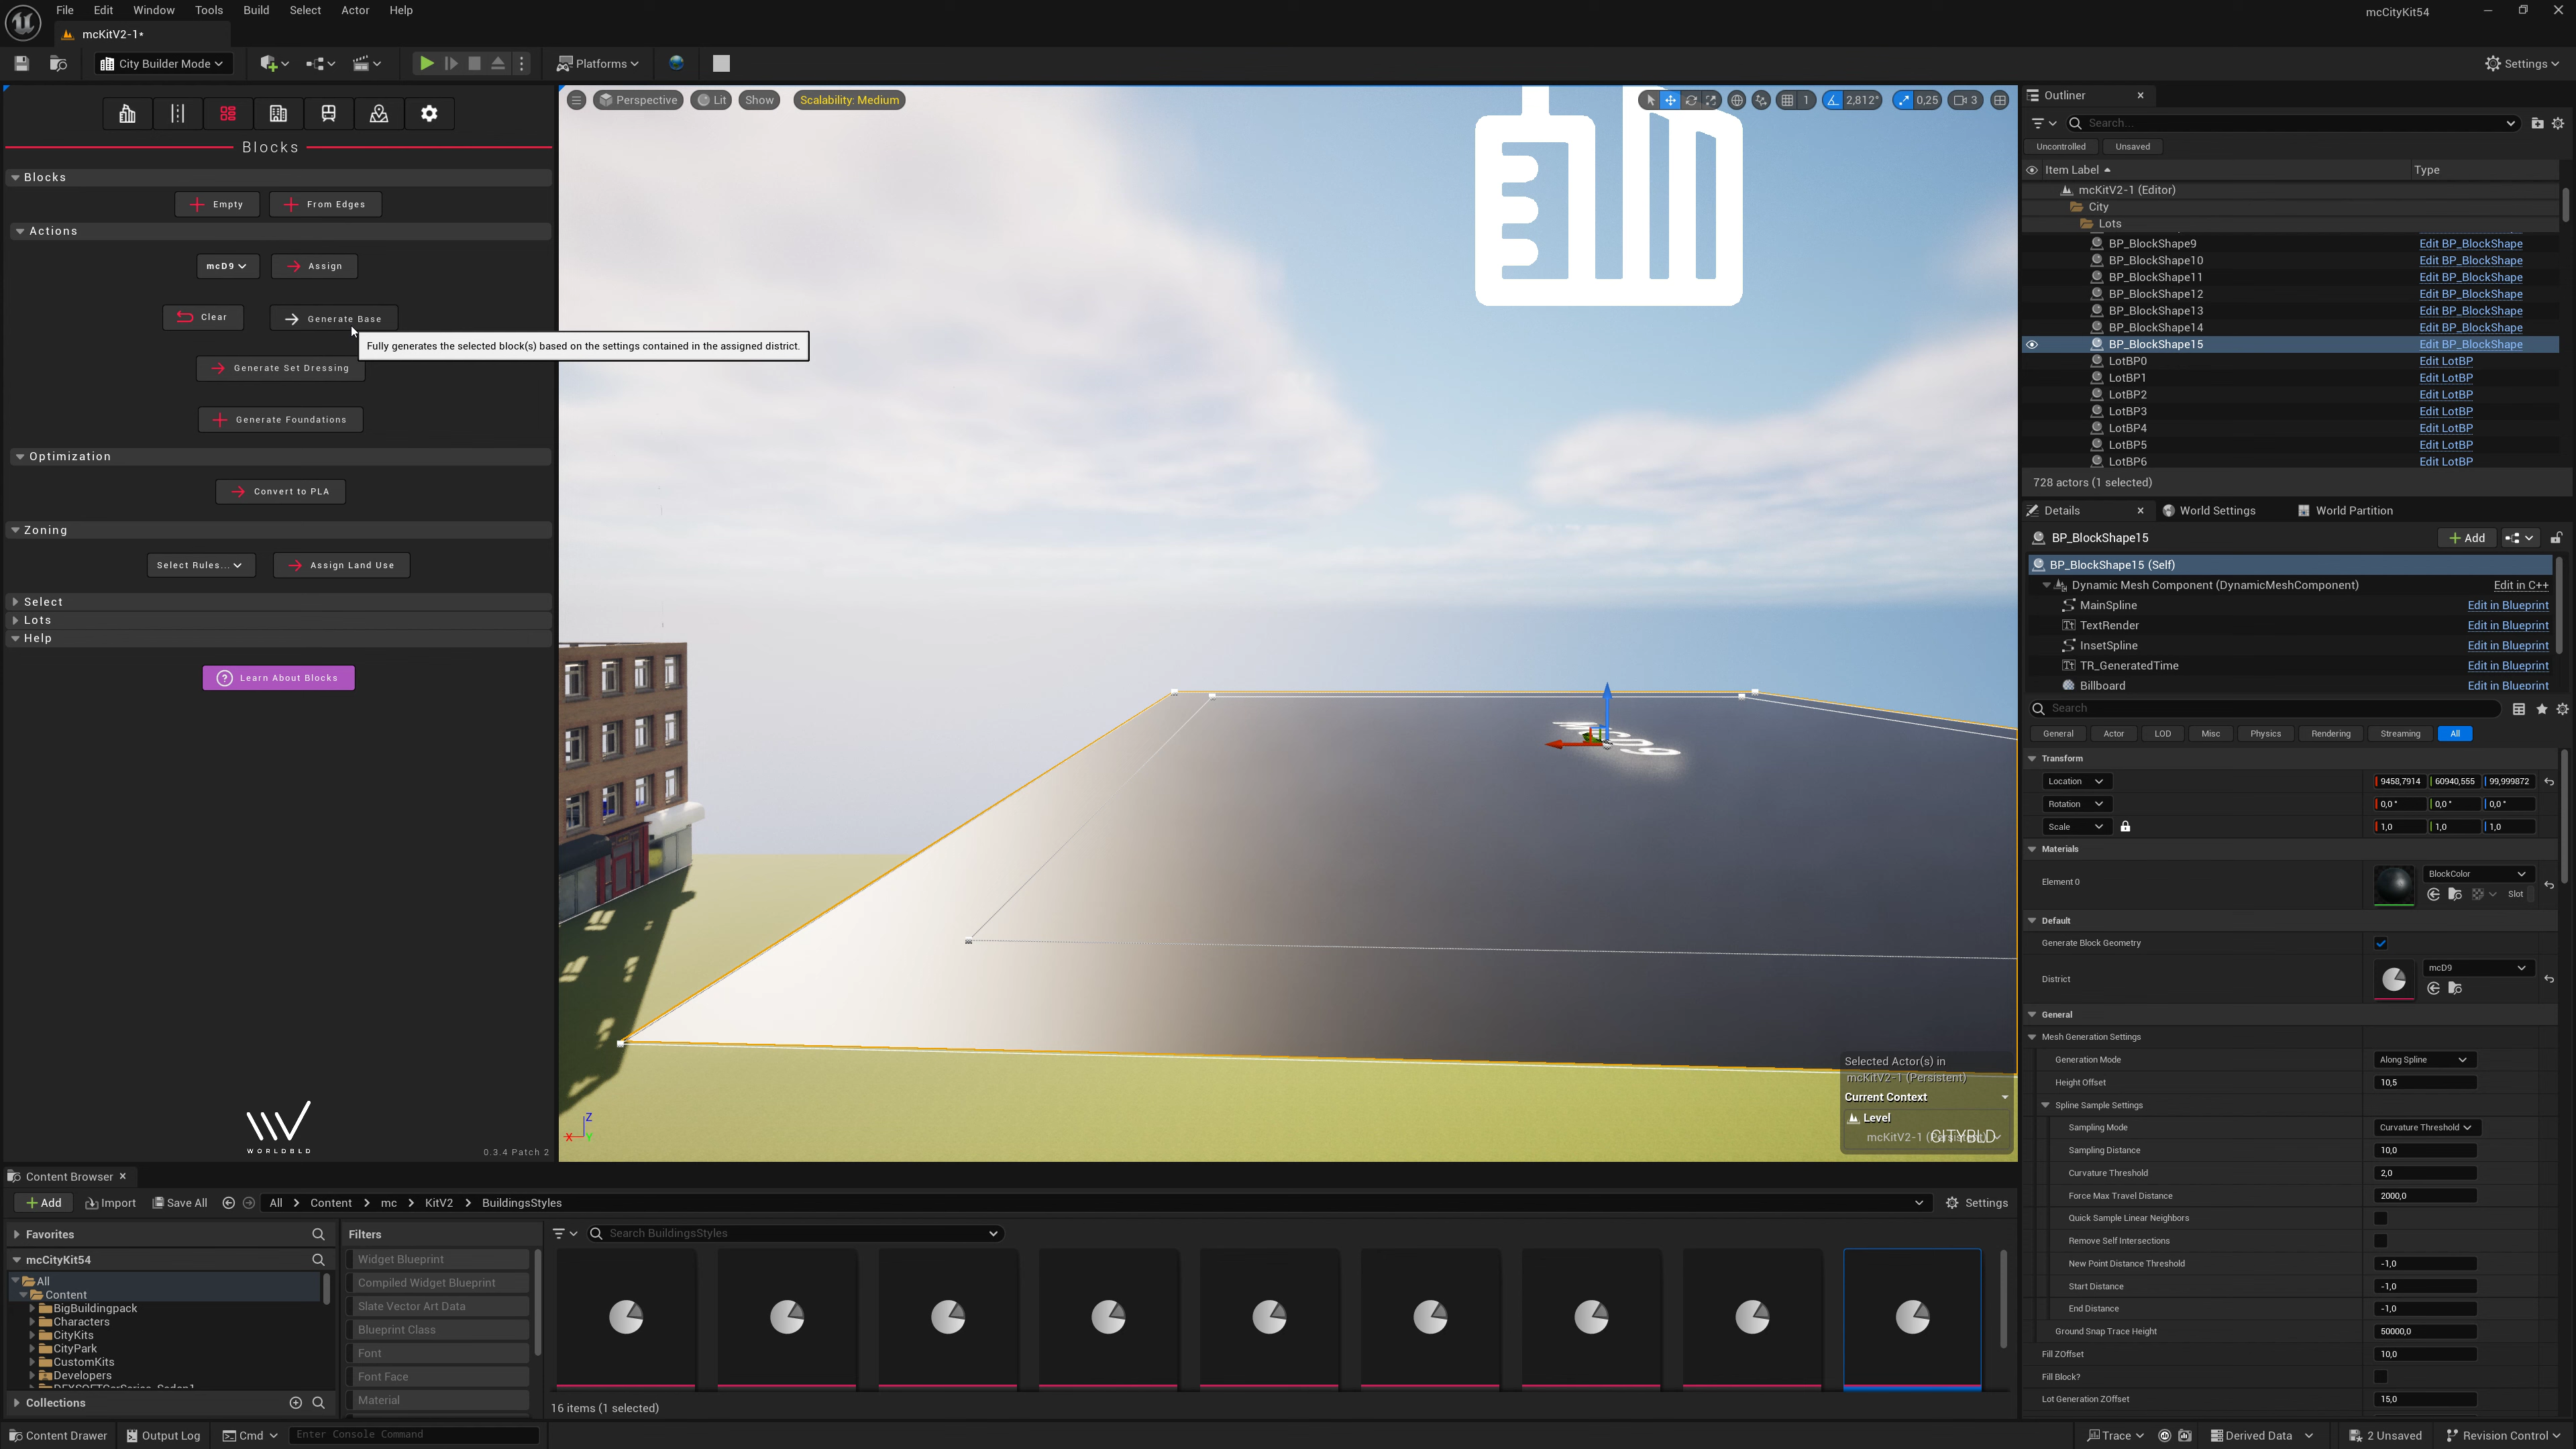 File Edit Window Tools Build Select Actor Help
mcCityKit54
mcKitV2-1*
City Builder Mode
Platforms
Settings
Blocks
Blocks
Empty
From Edges
Actions
mcD9
Assign
Clear
Generate Base
Fully generates the selected block(s) based on the settings contained in the assigned district.
Generate Set Dressing
Generate Foundations
Optimization
Convert to PLA
Zoning
Select Rules...
Assign Land Use
Select
Lots
Help
Learn About Blocks
WORLDBLD
0.3.4 Patch 2
Perspective
Lit
Show
Scalability: Medium
1
2,812°
0,25
3
Selected Actor(s) in
mcKitV2-1 (Persistent)
Current Context
Level
mcKitV2-1 (Persistent)
CITYBLD
X Z Y
Outliner
Search...
Uncontrolled
Unsaved
Item Label
Type
mcKitV2-1 (Editor)
City
Lots
BP_BlockShape9 Edit BP_BlockShape
BP_BlockShape10 Edit BP_BlockShape
BP_BlockShape11 Edit BP_BlockShape
BP_BlockShape12 Edit BP_BlockShape
BP_BlockShape13 Edit BP_BlockShape
BP_BlockShape14 Edit BP_BlockShape
BP_BlockShape15 Edit BP_BlockShape
LotBP0 Edit LotBP
LotBP1 Edit LotBP
LotBP2 Edit LotBP
LotBP3 Edit LotBP
LotBP4 Edit LotBP
LotBP5 Edit LotBP
LotBP6 Edit LotBP
728 actors (1 selected)
Details
World Settings
World Partition
BP_BlockShape15
Add
BP_BlockShape15 (Self)
Dynamic Mesh Component (DynamicMeshComponent) Edit in C++
MainSpline Edit in Blueprint
TextRender Edit in Blueprint
InsetSpline Edit in Blueprint
TR_GeneratedTime Edit in Blueprint
Billboard Edit in Blueprint
Search
General Actor LOD Misc Physics Rendering Streaming All
Transform
Location 9458,7914 60940,555 99,999872
Rotation 0,0 ° 0,0 ° 0,0 °
Scale 1,0 1,0 1,0
Materials
Element 0
BlockColor
Slot
Default
Generate Block Geometry
District
mcD9
General
Mesh Generation Settings
Generation Mode Along Spline
Height Offset 10,5
Spline Sample Settings
Sampling Mode Curvature Threshold
Sampling Distance 10,0
Curvature Threshold 2,0
Force Max Travel Distance 2000,0
Quick Sample Linear Neighbors
Remove Self Intersections
New Point Distance Threshold -1,0
Start Distance -1,0
End Distance -1,0
Ground Snap Trace Height 50000,0
Fill ZOffset 10,0
Fill Block?
Lot Generation ZOffset 15,0
Content Browser
Add
Import
Save All
All > Content > mc > KitV2 > BuildingsStyles
Settings
Favorites
mcCityKit54
All
Content
BigBuildingpack
Characters
CityKits
CityPark
CustomKits
Developers
Collections
Filters
Widget Blueprint
Compiled Widget Blueprint
Slate Vector Art Data
Blueprint Class
Font
Font Face
Material
Search BuildingsStyles
16 items (1 selected)
Content Drawer
Output Log
Cmd
Enter Console Command
Trace
Derived Data
2 Unsaved
Revision Control